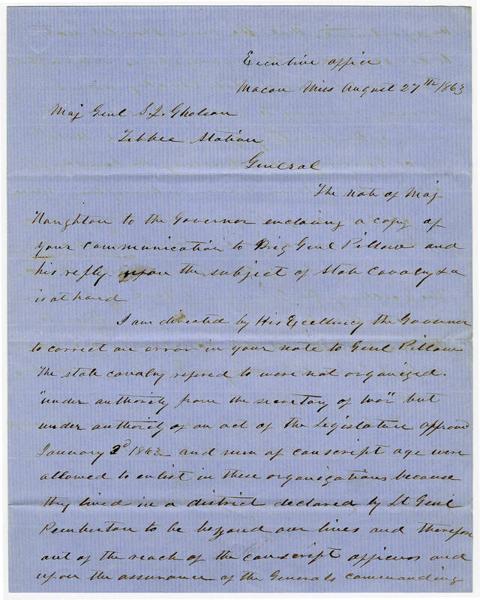 Executive office
Macon Miss August 27th 1863
Maj Genl S. J. Gholson
Tibbee Station
General
The note of Maj
Naughton to the Governor enclosing a copy of
your communication to Brig Genl Pillow and
his reply upon the subject of State Cavalry &a
is at hand
I am directed by His Excellency the Governor
to correct an error in your note to Genl Pillow
The state cavalry refered to were not organized
"under authority from the secretary of war" but
under authority of an act of the Legislature approvd
January 3d 1863 and men of conscript age were
allowed to enlist in these organizations because
they lived in a district declared by Lt Genl
Pemberton to be beyond our lines and therefore
out of the reach of the conscript officers and
upon the assurance of the Generals commanding